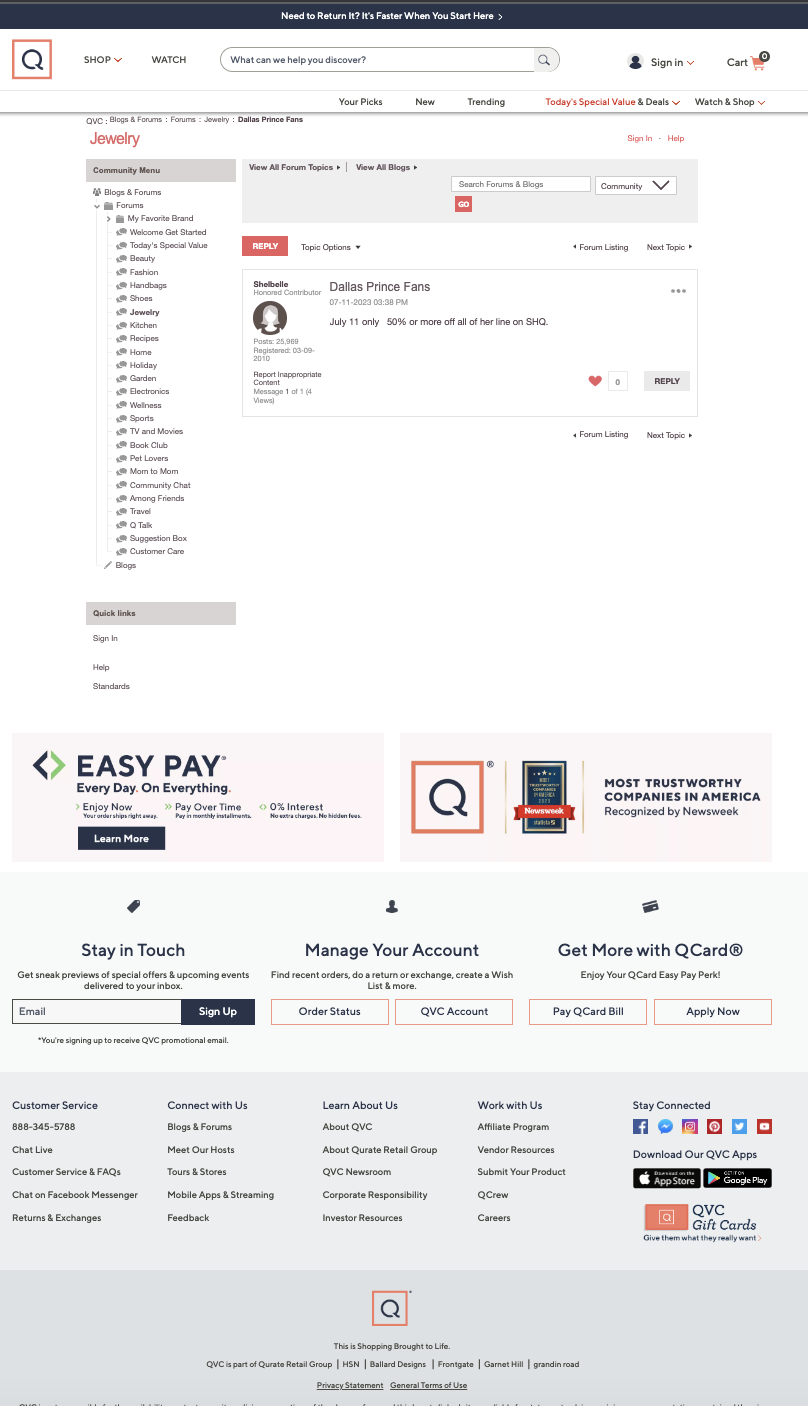 Need to Return It? It's Faster When You Start Here
Q
SHOP
WATCH
What can we help you discover?
Sign in
Cart
0
Your Picks
New
Trending
Today's Special Value & Deals
Watch & Shop
QVC : Blogs & Forums : Forums : Jewelry : Dallas Prince Fans
Jewelry
Sign In - Help
Community Menu
Blogs & Forums
Forums
My Favorite Brand
Welcome Get Started
Today's Special Value
Beauty
Fashion
Handbags
Shoes
Jewelry
Kitchen
Recipes
Home
Holiday
Garden
Electronics
Wellness
Sports
TV and Movies
Book Club
Pet Lovers
Mom to Mom
Community Chat
Among Friends
Travel
Q Talk
Suggestion Box
Customer Care
Blogs
View All Forum Topics
View All Blogs
Search Forums & Blogs
Community
GO
REPLY
Topic Options
Forum Listing
Next Topic
Shelbelle
Honored Contributor
Posts: 25,969
Registered: 03-09-
2010
Report Inappropriate
Content
Message 1 of 1 (4
Views)
Dallas Prince Fans
07-11-2023 03:38 PM
July 11 only 50% or more off all of her line on SHQ.
0
REPLY
Forum Listing
Next Topic
Quick links
Sign In
Help
Standards
EASY PAY®
Every Day. On Everything.
Enjoy Now
Your order ships right away.
Pay Over Time
Pay in monthly installments.
0% Interest
No extra charges. No hidden fees.
Learn More
Q®
MOST
TRUSTWORTHY
COMPANIES
IN AMERICA
2023
Newsweek
statista
MOST TRUSTWORTHY
COMPANIES IN AMERICA
Recognized by Newsweek
Stay in Touch
Get sneak previews of special offers & upcoming events
delivered to your inbox.
Email
Sign Up
*You're signing up to receive QVC promotional email.
Manage Your Account
Find recent orders, do a return or exchange, create a Wish
List & more.
Order Status
QVC Account
Get More with QCard®
Enjoy Your QCard Easy Pay Perk!
Pay QCard Bill
Apply Now
Customer Service
888-345-5788
Chat Live
Customer Service & FAQs
Chat on Facebook Messenger
Returns & Exchanges
Connect with Us
Blogs & Forums
Meet Our Hosts
Tours & Stores
Mobile Apps & Streaming
Feedback
Learn About Us
About QVC
About Qurate Retail Group
QVC Newsroom
Corporate Responsibility
Investor Resources
Work with Us
Affiliate Program
Vendor Resources
Submit Your Product
QCrew
Careers
Stay Connected
Download Our QVC Apps
Download on the
App Store
GET IT ON
Google Play
QVC
Gift Cards
Give them what they really want
Q
This is Shopping Brought to Life.
QVC is part of Qurate Retail Group | HSN | Ballard Designs | Frontgate | Garnet Hill | grandin road
Privacy Statement General Terms of Use